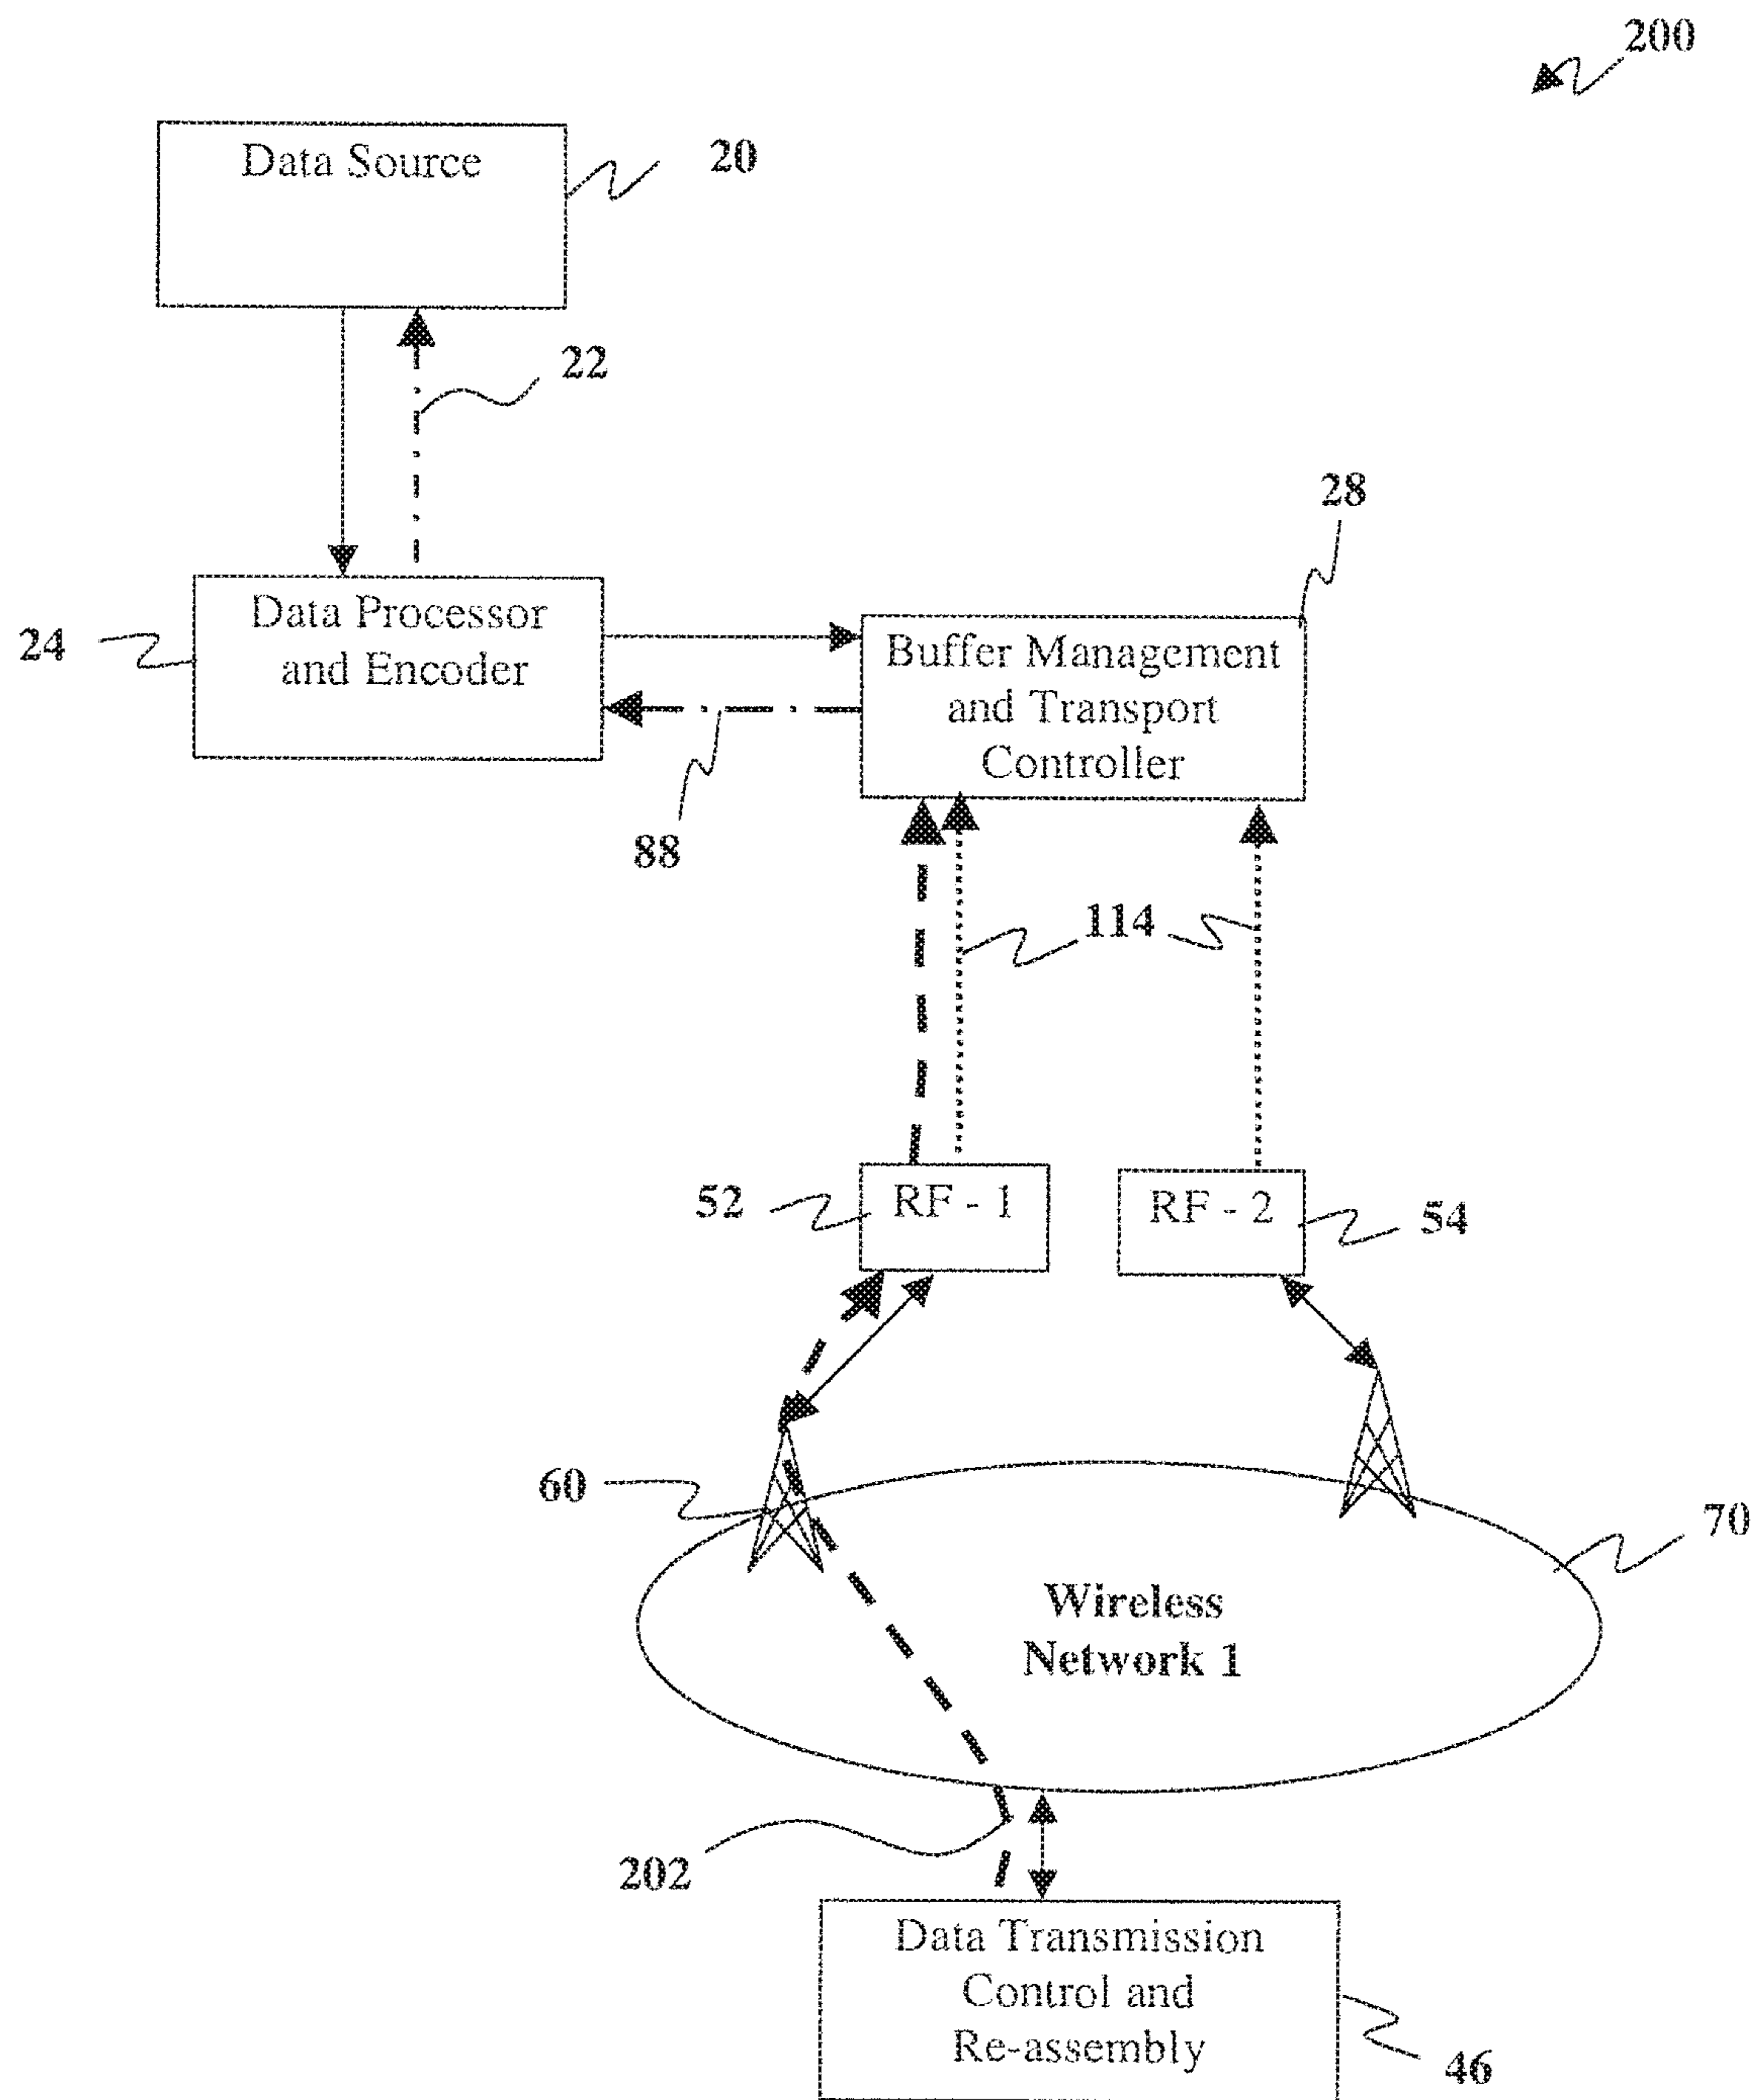 200
Data Source
20
22
28
Data Processor
and Encoder
24
Buffer Management
and Transport
Controller
88
114
52
RF - 1
RF - 2
54
60
70
Wireless
Network 1
202
Data Transmission
Control and
Re-assembly
46